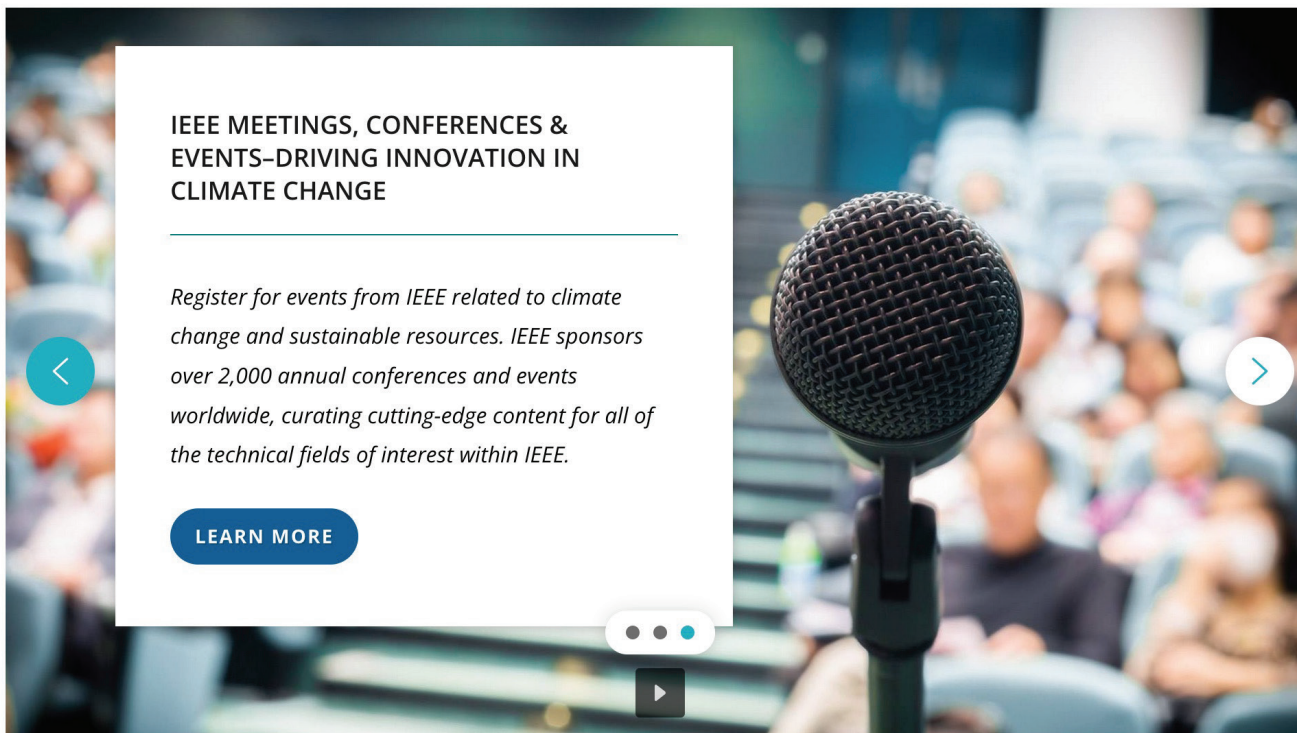 IEEE MEETINGS, CONFERENCES &
EVENTS–DRIVING INNOVATION IN
CLIMATE CHANGE
Register for events from IEEE related to climate
change and sustainable resources. IEEE sponsors
over 2,000 annual conferences and events
worldwide, curating cutting-edge content for all of
the technical fields of interest within IEEE.
LEARN MORE